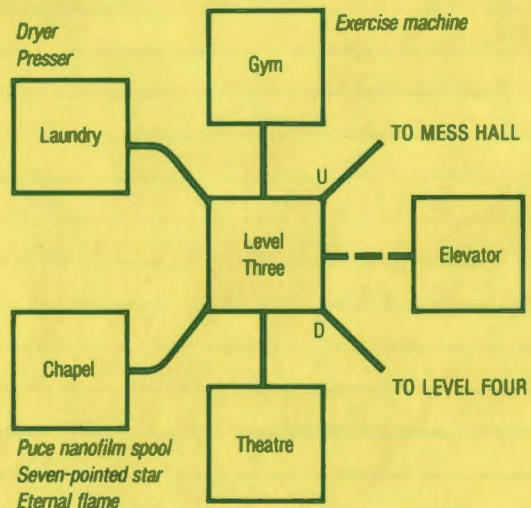 Dryer
Presser
Exercise machine
Gym
Laundry
TO MESS HALL
U
Level
Three
Elevator
Chapel
D
TO LEVEL FOUR
Theatre
Puce nanofilm spool
Seven-pointed star
Eternal flame